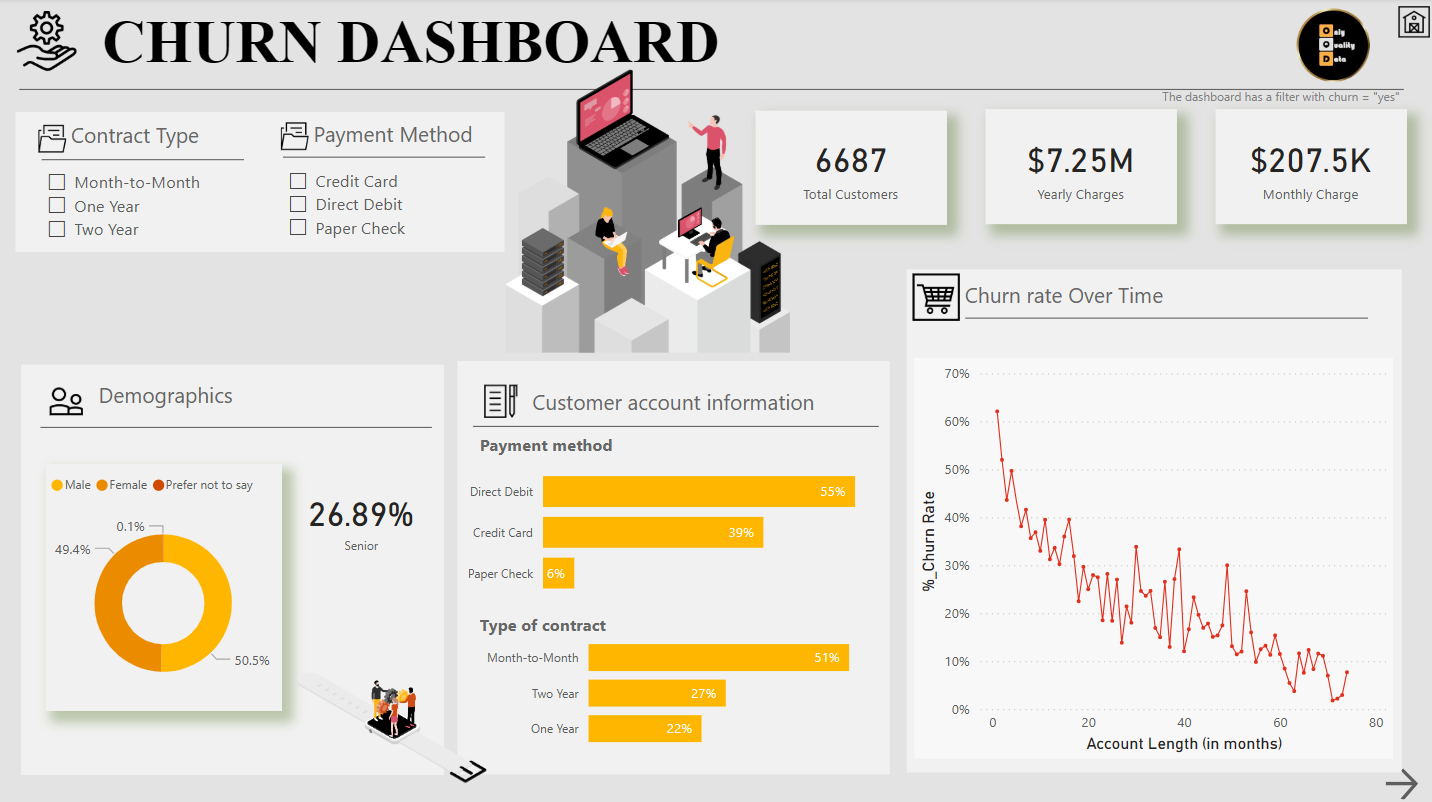 CHURN DASHBOARD
Only
Quality
Data
The dashboard has a filter with churn = "yes"
Contract Type
Month-to-Month
One Year
Two Year
Payment Method
Credit Card
Direct Debit
Paper Check
6687
Total Customers
$7.25M
Yearly Charges
$207.5K
Monthly Charge
Demographics
Male Female Prefer not to say
0.1%
49.4%
50.5%
26.89%
Senior
Customer account information
Payment method
Direct Debit 55%
Credit Card 39%
Paper Check 6%
Type of contract
Month-to-Month 51%
Two Year 27%
One Year 22%
Churn rate Over Time
%_Churn Rate
70%
60%
50%
40%
30%
20%
10%
0%
0 20 40 60 80
Account Length (in months)